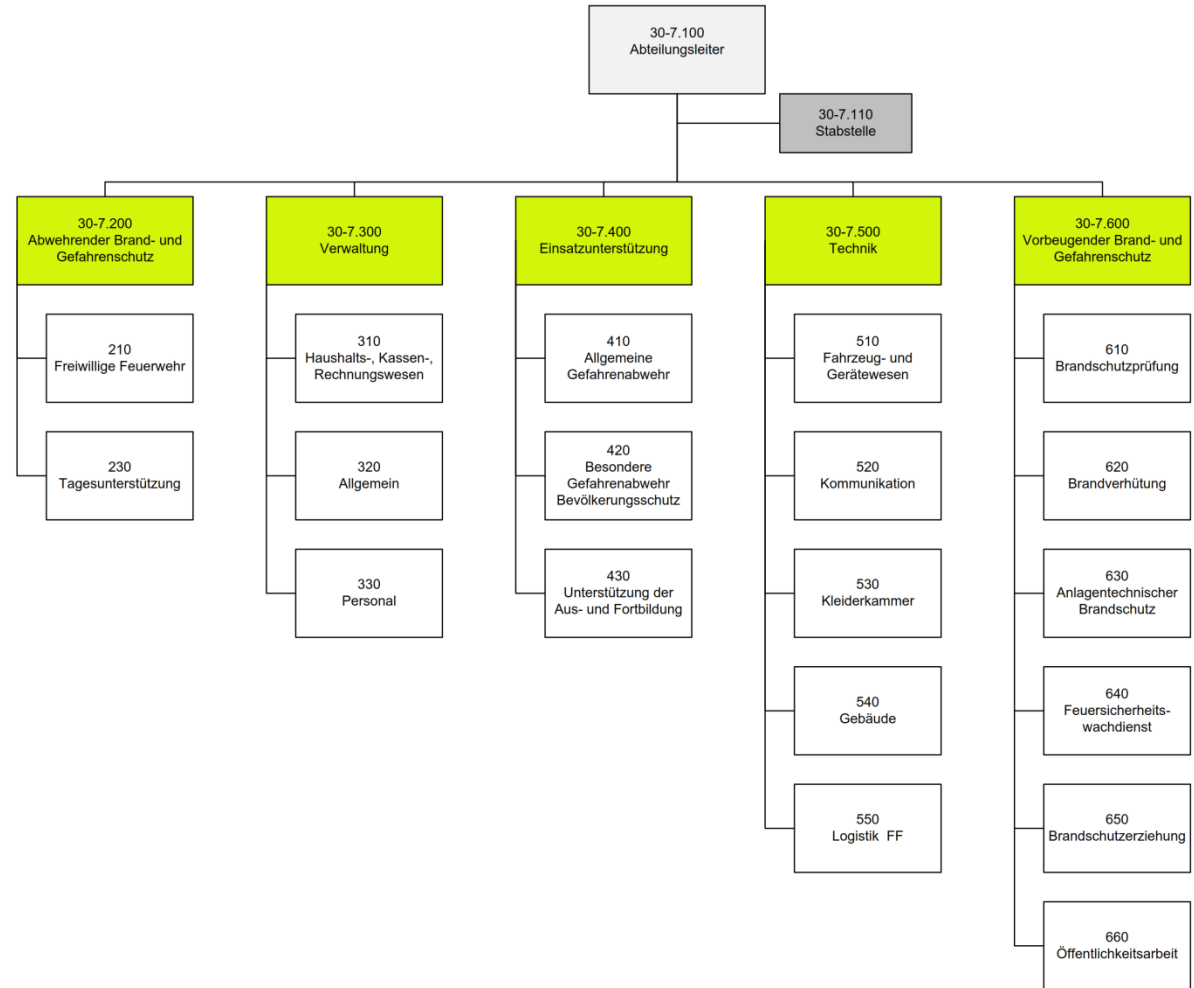 30-7.100
Abteilungsleiter
30-7.110
Stabstelle
30-7.200
Abwehrender Brand- und
Gefahrenschutz
210
Freiwillige Feuerwehr
230
Tagesunterstützung
30-7.300
Verwaltung
310
Haushalts-, Kassen-,
Rechnungswesen
320
Allgemein
330
Personal
30-7.400
Einsatzunterstützung
410
Allgemeine
Gefahrenabwehr
420
Besondere
Gefahrenabwehr
Bevölkerungsschutz
430
Unterstützung der
Aus- und Fortbildung
30-7.500
Technik
510
Fahrzeug- und
Gerätewesen
520
Kommunikation
530
Kleiderkammer
540
Gebäude
550
Logistik FF
30-7.600
Vorbeugender Brand- und
Gefahrenschutz
610
Brandschutzprüfung
620
Brandverhütung
630
Anlagentechnischer
Brandschutz
640
Feuersicherheits-
wachdienst
650
Brandschutzerziehung
660
Öffentlichkeitsarbeit